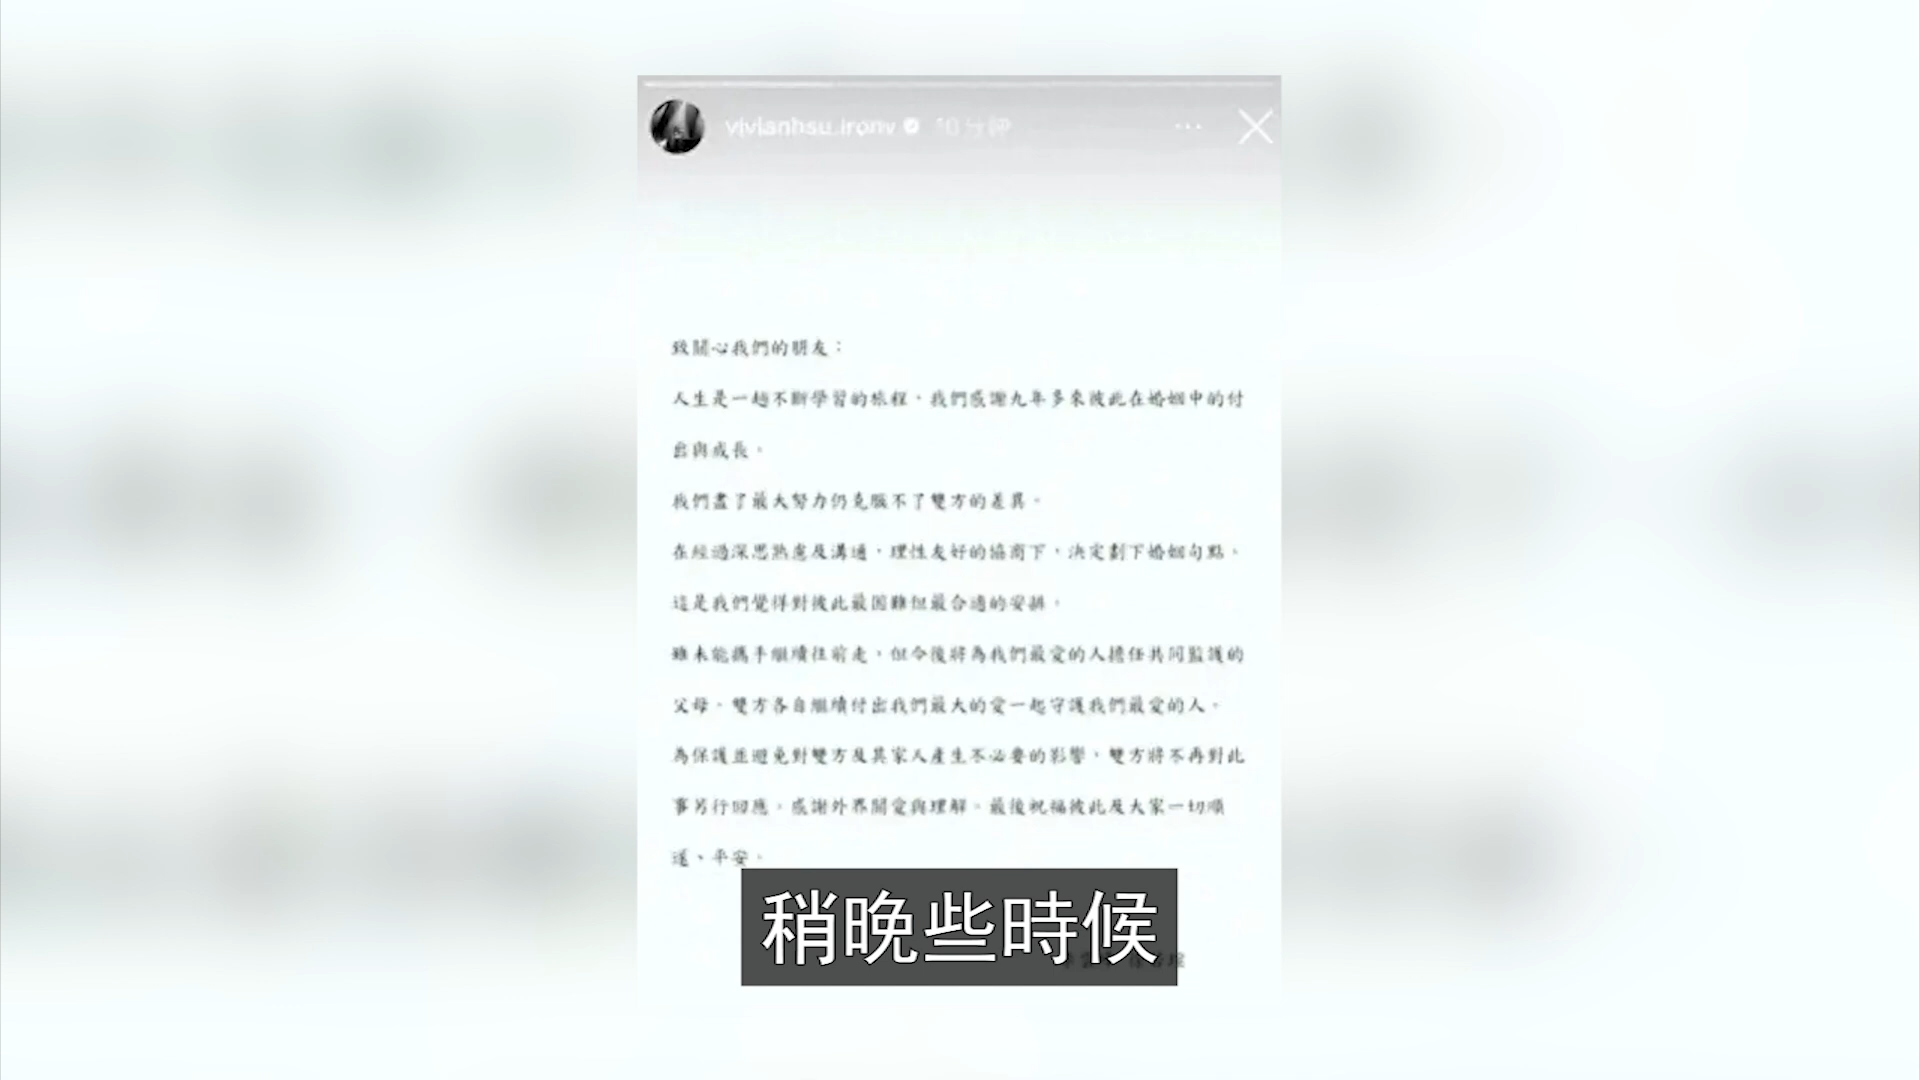 vivianhsu.ironv 10 分鐘
致關心我們的朋友：
人生是一趟不斷學習的旅程，我們感謝九年多來彼此在婚姻中的付
出與成長。
我們盡了最大努力仍克服不了雙方的差異。
在經過深思熟慮及溝通，理性友好的協商下，決定劃下婚姻句點。
這是我們覺得對彼此最困難但最合適的安排。
雖未能攜手繼續往前走，但今後將為我們最愛的人擔任共同監護的
父母。雙方各自繼續付出我們最大的愛一起守護我們最愛的人。
為保護並避免對雙方及其家人產生不必要的影響，雙方將不再對此
事另行回應。感謝外界關愛與理解。最後祝福彼此及大家一切順
遂、平安。
稍晚些時候